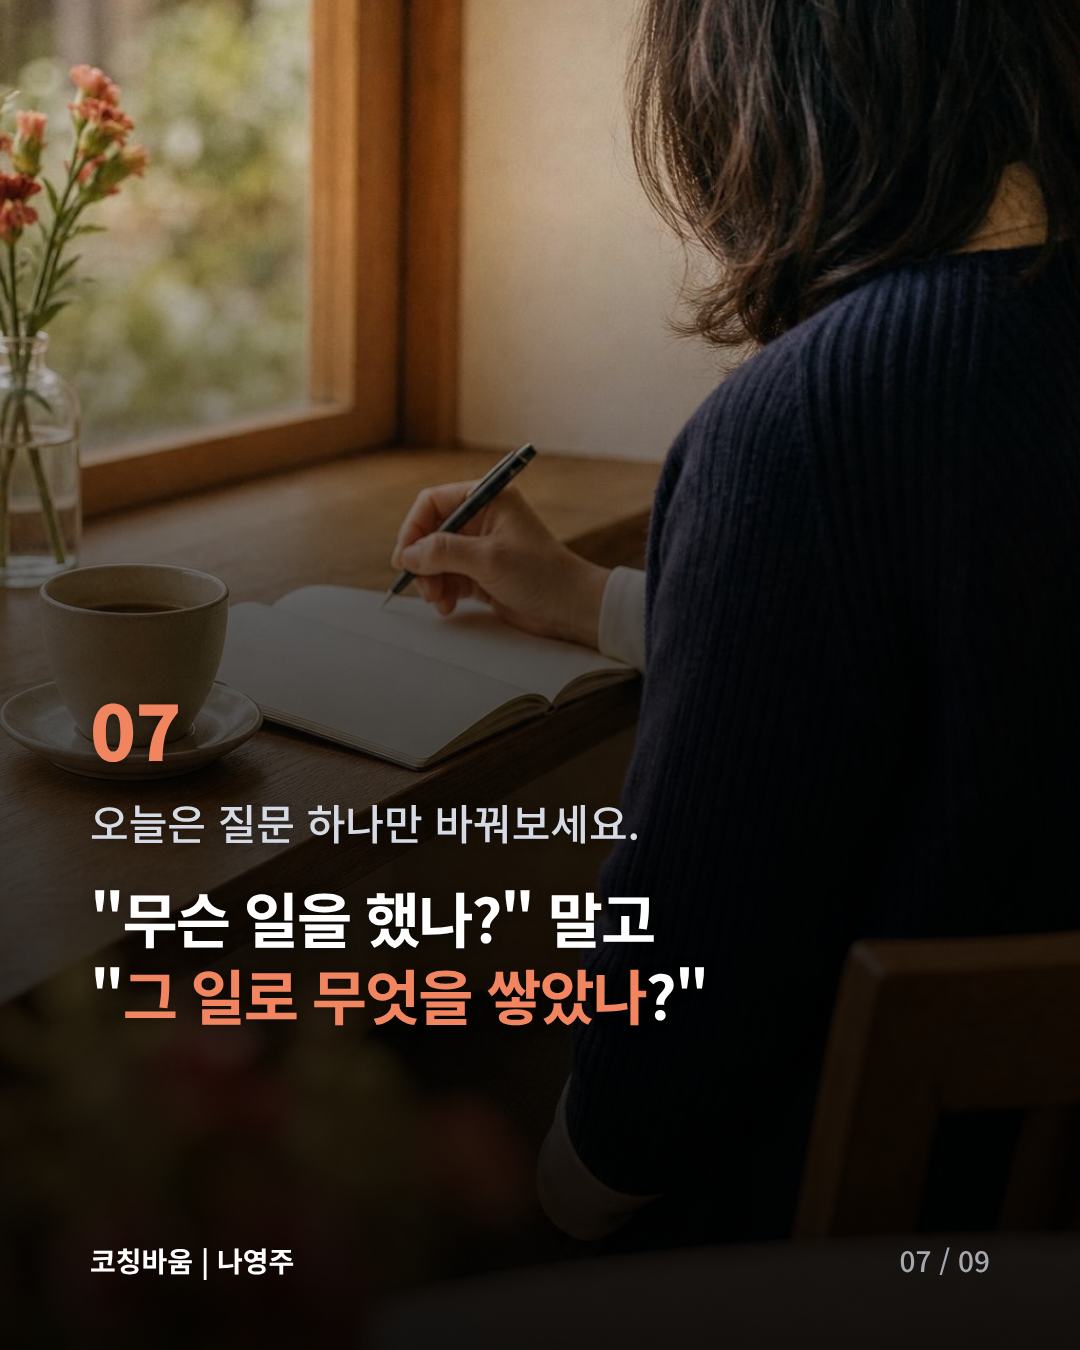 07
오늘은 질문 하나만 바꿔보세요.
"무슨 일을 했나?" 말고
"그 일로 무엇을 쌓았나?"
코칭바움 | 나영주
07 / 09